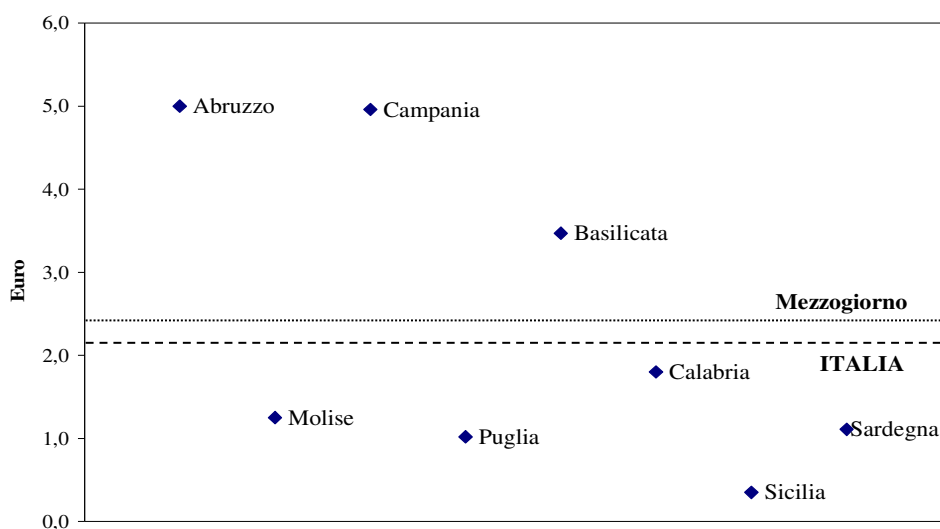 6,0
5,0
Abruzzo
Campania
4,0
Basilicata
3,0
Euro
Mezzogiorno
2,0
ITALIA
Calabria
Molise
1,0
Puglia
Sardegna
Sicilia
0,0